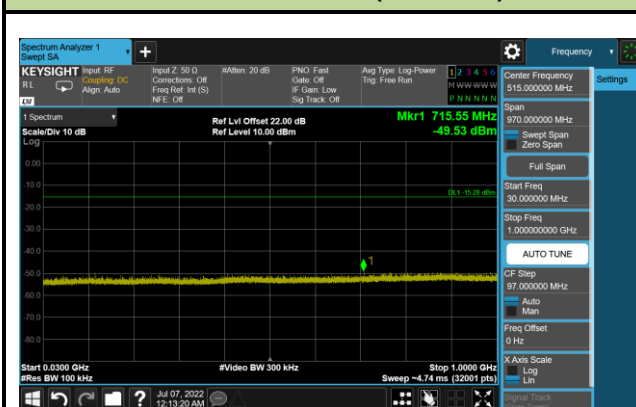 Spectrum Analyzer 1
Swept SA
Frequency
KEYSIGHT
Input: RF
Input Z: 50 Ω
#Atten: 20 dB
PNO: Fast
Avg Type: Log-Power
1 2 3 4 5 6
RL
Coupling: DC
Corrections: Off
Gate: Off
Trig: Free Run
M W W W W W
Align: Auto
Freq Ref: Int (S)
IF Gain: Low
NFE: Off
Sig Track: Off
P N N N N N
LXI
1 Spectrum
Ref Lvl Offset 22.00 dB
Mkr1 715.55 MHz
Scale/Div 10 dB
Ref Level 10.00 dBm
-49.53 dBm
Log
0.00
-10.0
DL1 -15.20 dBm
-20.0
-30.0
-40.0
1
-50.0
-60.0
-70.0
-80.0
Start 0.0300 GHz
#Video BW 300 kHz
Stop 1.0000 GHz
#Res BW 100 kHz
Sweep ~4.74 ms (32001 pts)
Center Frequency
515.000000 MHz
Settings
Span
970.000000 MHz
Swept Span
Zero Span
Full Span
Start Freq
30.000000 MHz
Stop Freq
1.000000000 GHz
AUTO TUNE
CF Step
97.000000 MHz
Auto
Man
Freq Offset
0 Hz
X Axis Scale
Log
Lin
Signal Track
Jul 07, 2022
12:13:20 AM